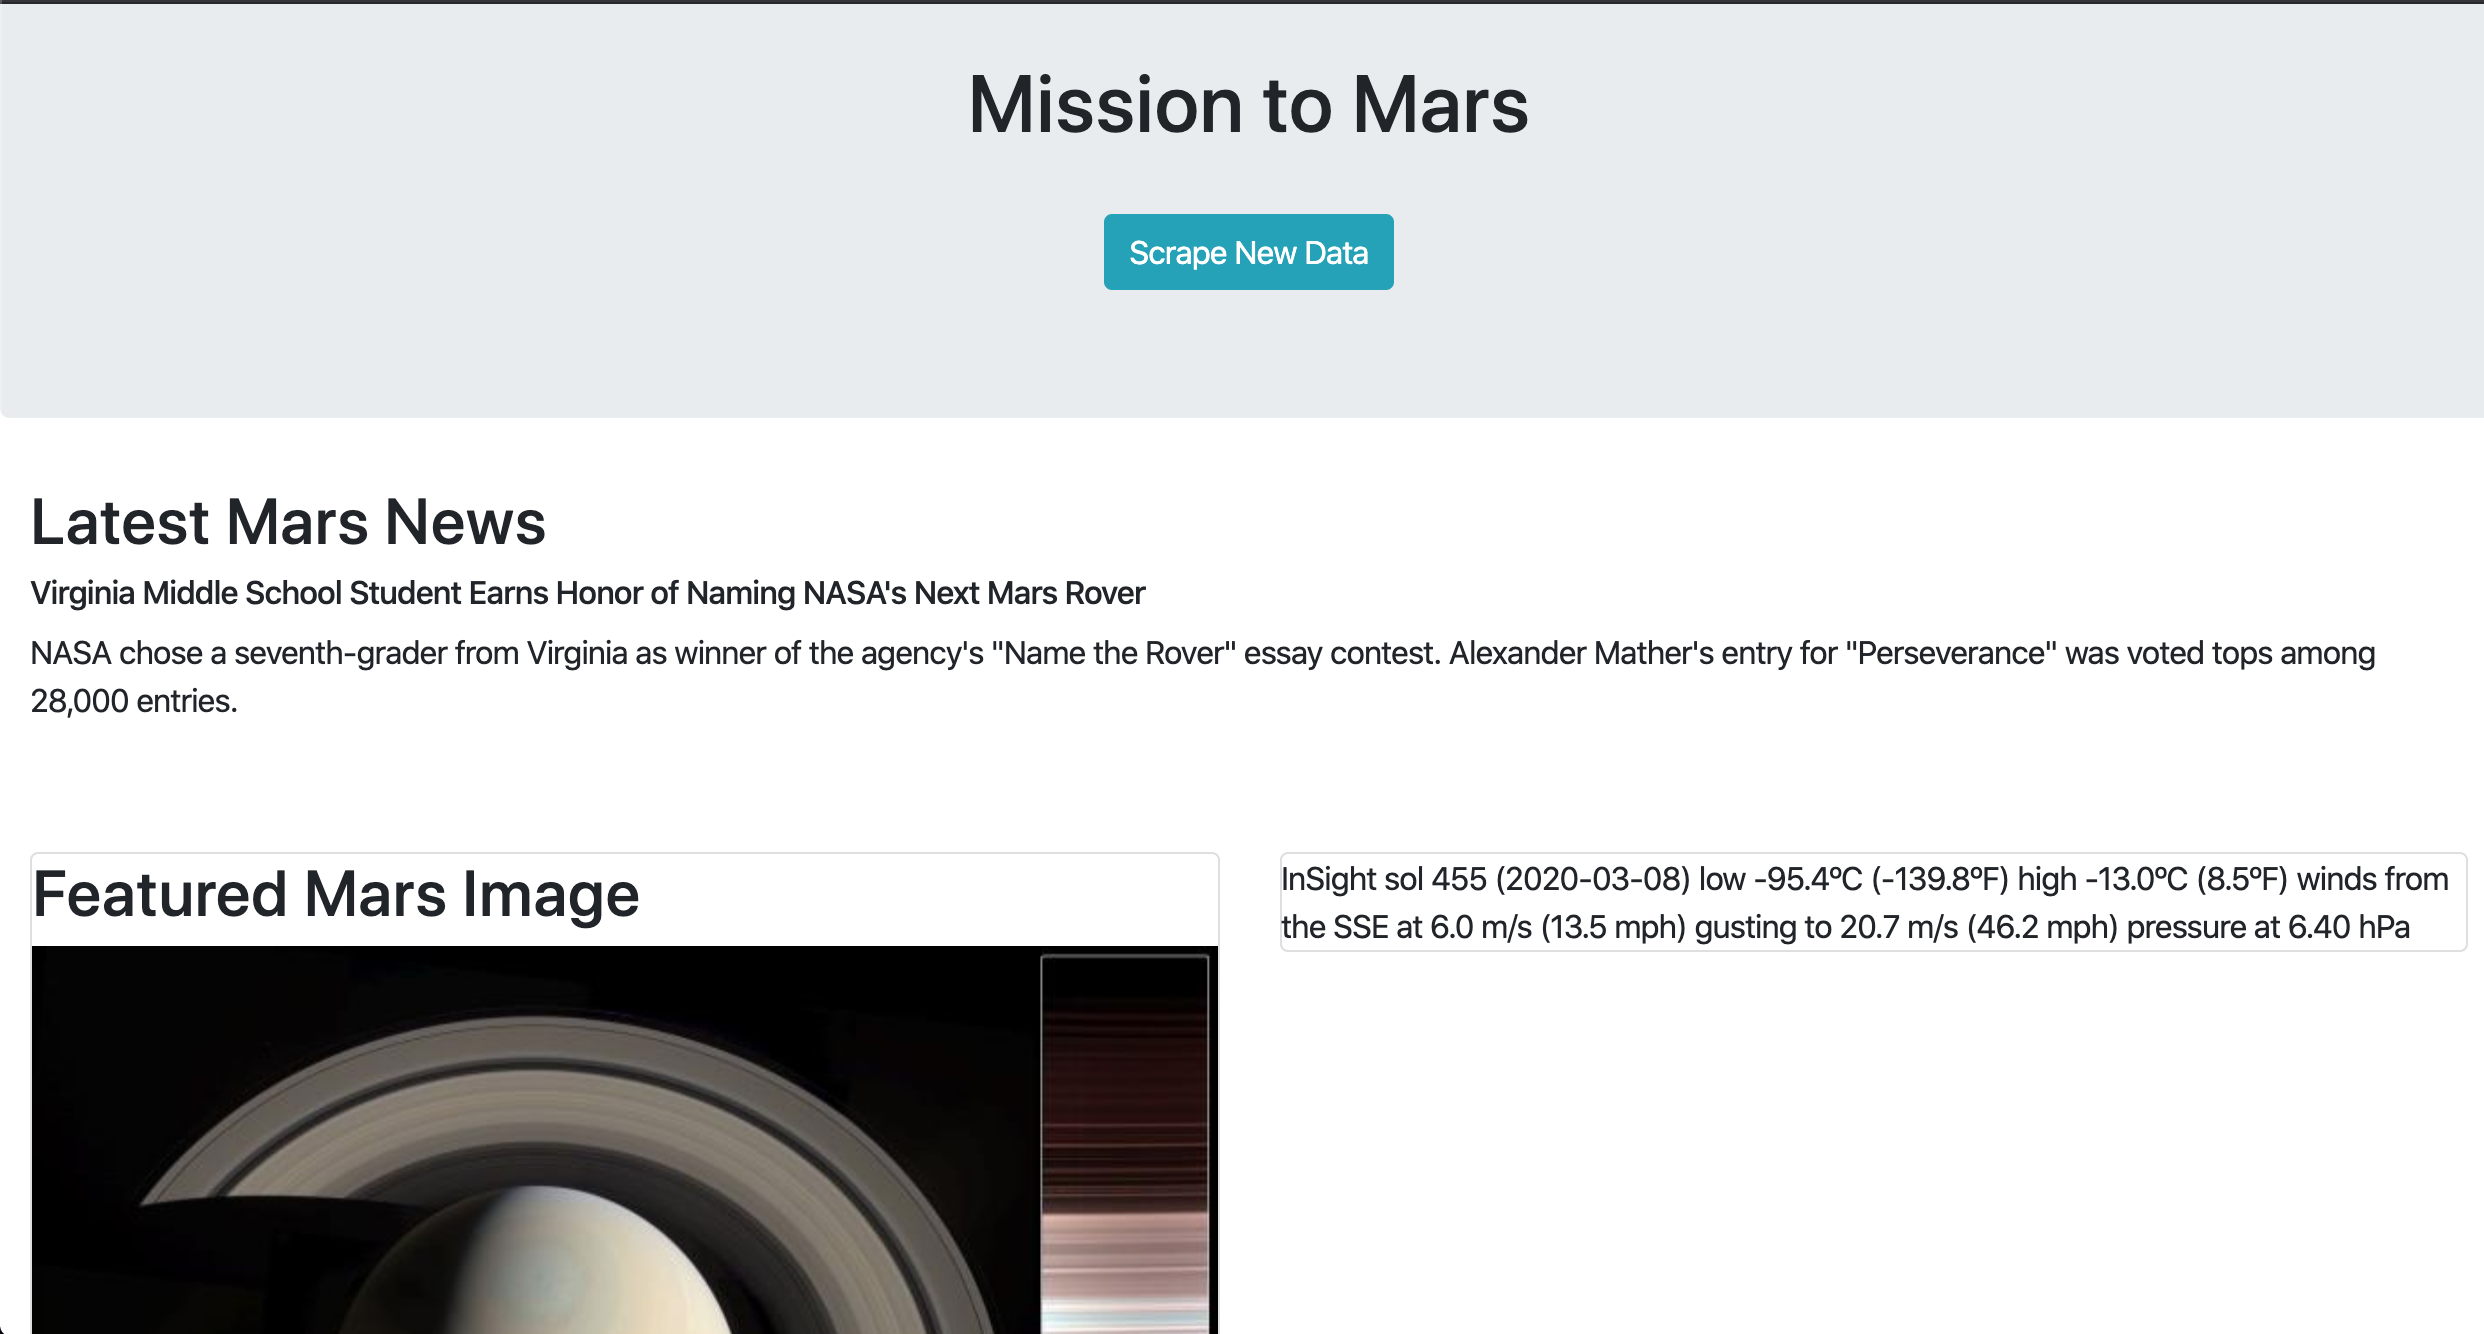 Mission to Mars
Scrape New Data
Latest Mars News
Virginia Middle School Student Earns Honor of Naming NASA's Next Mars Rover
NASA chose a seventh-grader from Virginia as winner of the agency's "Name the Rover" essay contest. Alexander Mather's entry for "Perseverance" was voted tops among
28,000 entries.
Featured Mars Image
InSight sol 455 (2020-03-08) low -95.4ºC (-139.8ºF) high -13.0ºC (8.5ºF) winds from
the SSE at 6.0 m/s (13.5 mph) gusting to 20.7 m/s (46.2 mph) pressure at 6.40 hPa